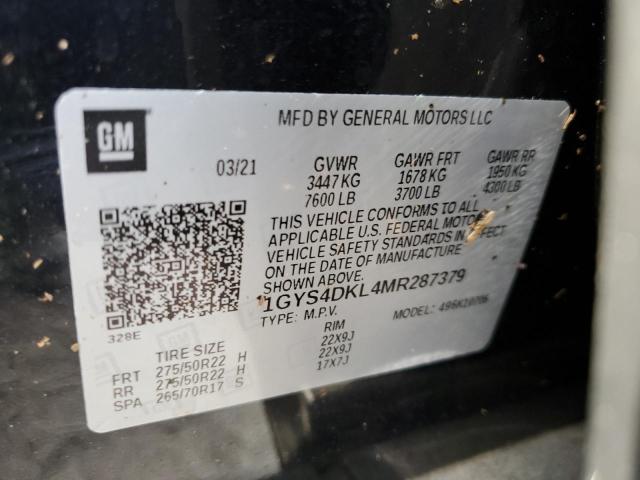 GM
MFD BY GENERAL MOTORS LLC
03/21 GVWR GAWR FRT GAWR RR
3447 KG 1678 KG 1950 KG
7600 LB 3700 LB 4300 LB
THIS VEHICLE CONFORMS TO ALL
APPLICABLE U.S. FEDERAL MOTOR
VEHICLE SAFETY STANDARDS IN EFFECT
ON THE DATE OF MANUFACTURE
1GYS4DKL4MR287379
TYPE: M.P.V. MODEL:
328E
TIRE SIZE RIM
FRT 275/50R22 H 22X9J
RR 275/50R22 H 22X9J
SPA 265/70R17 S 17X7J